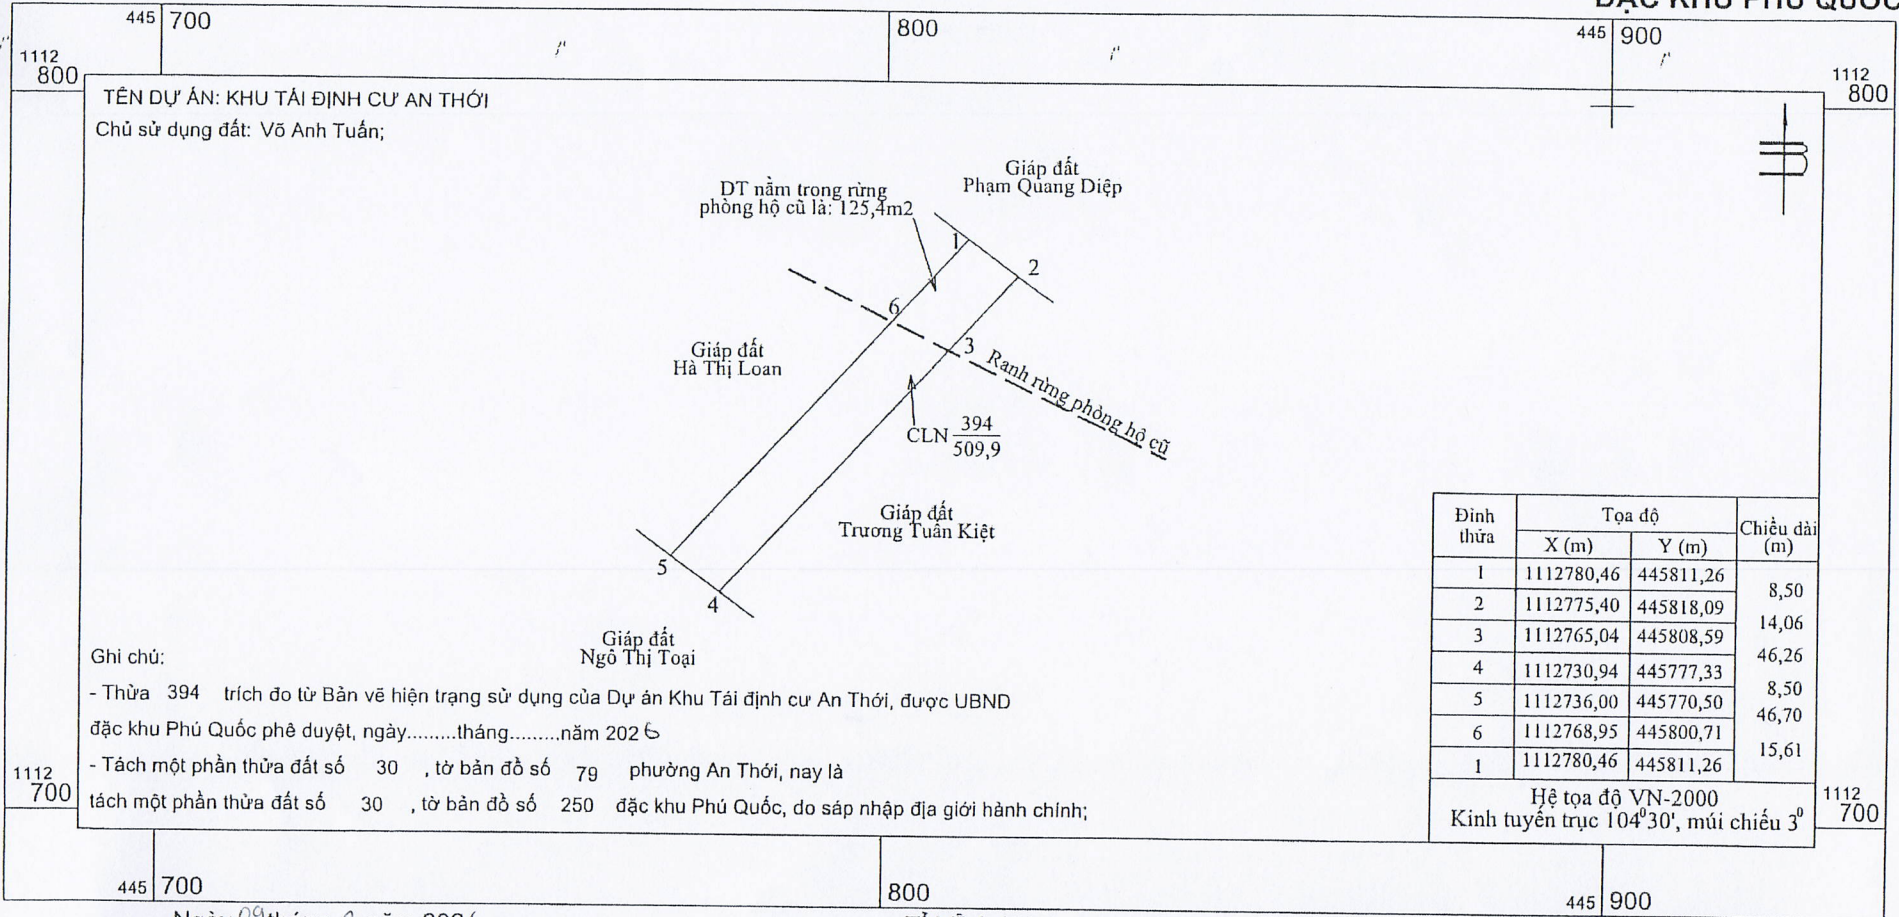 ĐẶC KHU PHÚ QUỐC
445 700
800
445 900
1112
800
1112
800
TÊN DỰ ÁN: KHU TÁI ĐỊNH CƯ AN THỚI
Chủ sử dụng đất: Võ Anh Tuấn;
Giáp đất
Phạm Quang Diệp
DT nằm trong rừng
phòng hộ cũ là: 125,4m2
1
2
6
3
Ranh rừng phòng hộ cũ
Giáp đất
Hà Thị Loan
CLN 394
509,9
Giáp đất
Trương Tuấn Kiệt
5
4
Giáp đất
Ngô Thị Toại
Đỉnh thửa Tọa độ Chiều dài (m)
X (m) Y (m)
1 1112780,46 445811,26
8,50
2 1112775,40 445818,09
14,06
3 1112765,04 445808,59
46,26
4 1112730,94 445777,33
8,50
5 1112736,00 445770,50
46,70
6 1112768,95 445800,71
15,61
1 1112780,46 445811,26
Hệ tọa độ VN-2000
Kinh tuyến trục 104⁰30', múi chiếu 3⁰
Ghi chú:
- Thửa 394 trích đo từ Bản vẽ hiện trạng sử dụng của Dự án Khu Tái định cư An Thới, được UBND
đặc khu Phú Quốc phê duyệt, ngày.........tháng.........năm 2026
- Tách một phần thửa đất số 30 , tờ bản đồ số 79 phường An Thới, nay là
tách một phần thửa đất số 30 , tờ bản đồ số 250 đặc khu Phú Quốc, do sáp nhập địa giới hành chính;
1112
700
1112
700
445 700
800
445 900